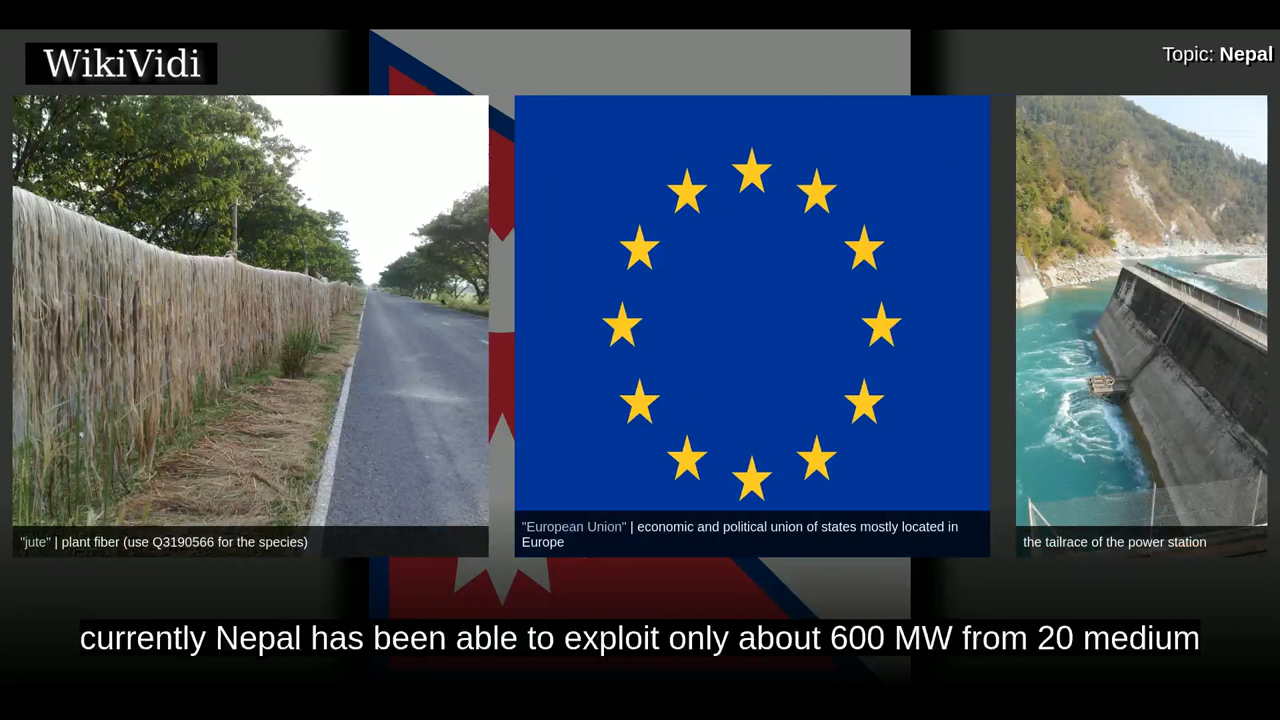 WikiVidi
Topic: Nepal
"jute" | plant fiber (use Q3190566 for the species)
"European Union" | economic and political union of states mostly located in
Europe
the tailrace of the power station
currently Nepal has been able to exploit only about 600 MW from 20 medium